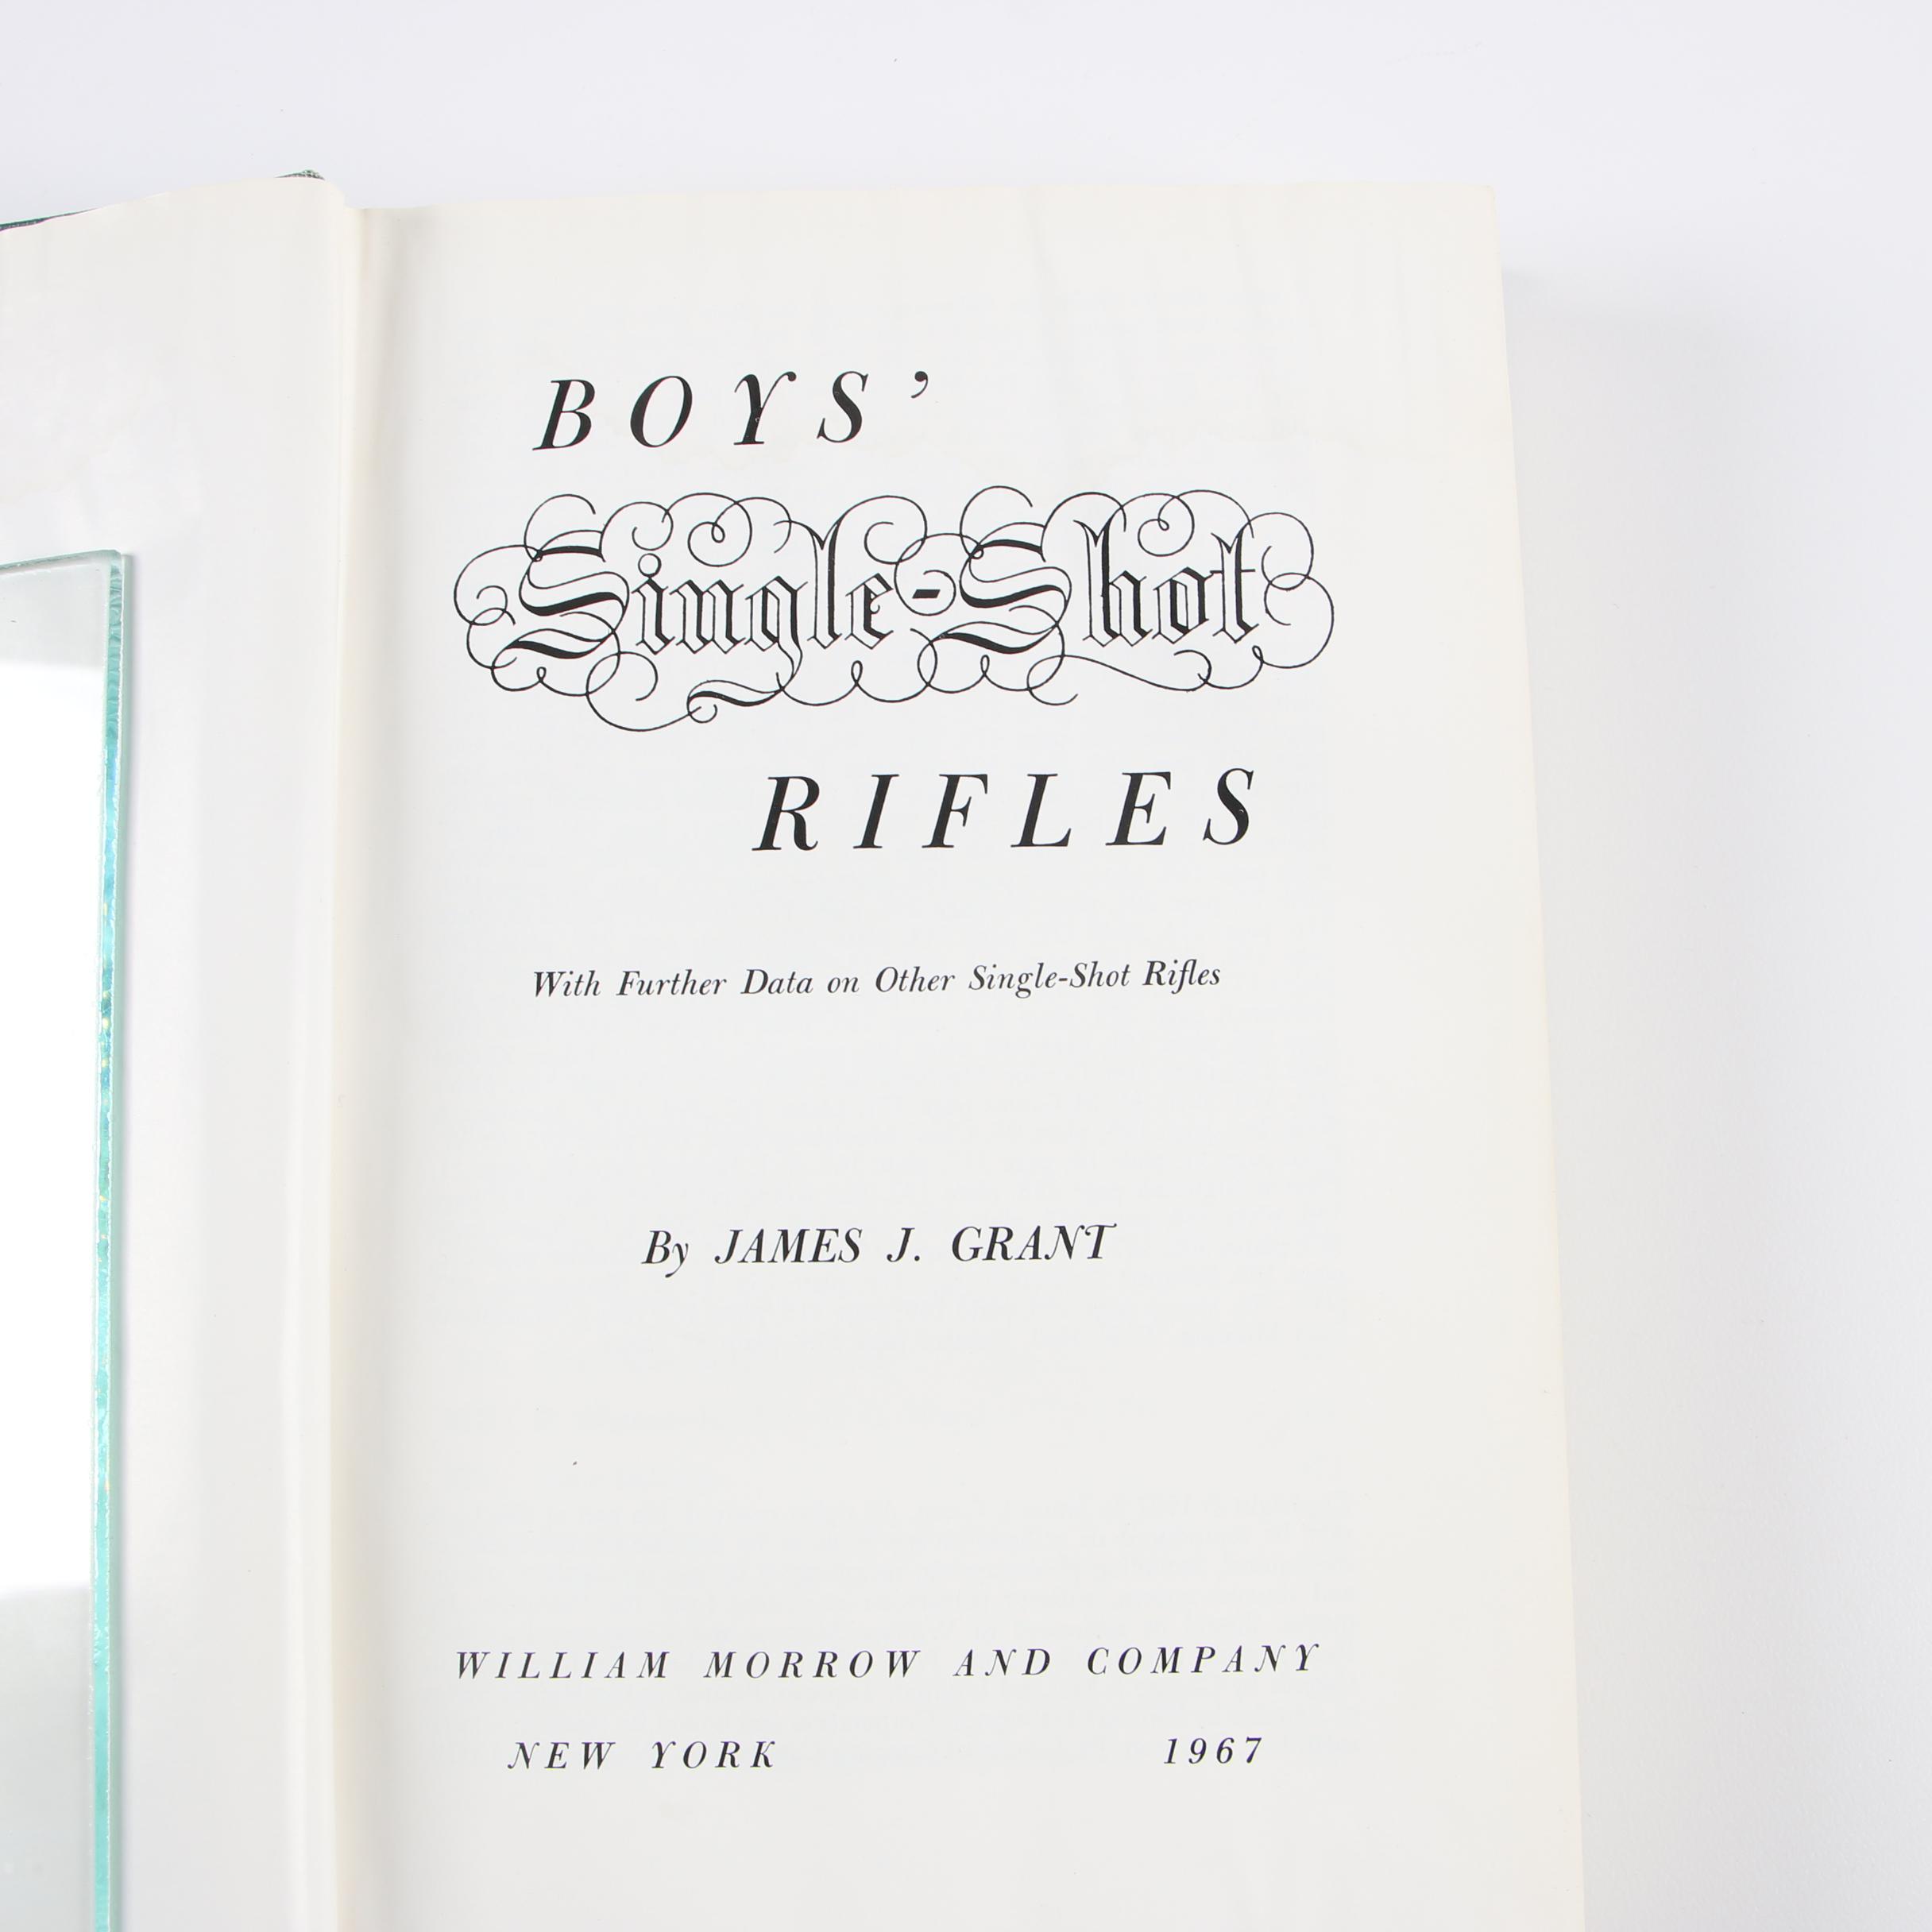 BOYS'
Single-Shot
RIFLES
With Further Data on Other Single-Shot Rifles
By JAMES J. GRANT
WILLIAM MORROW AND COMPANY
NEW YORK 1967